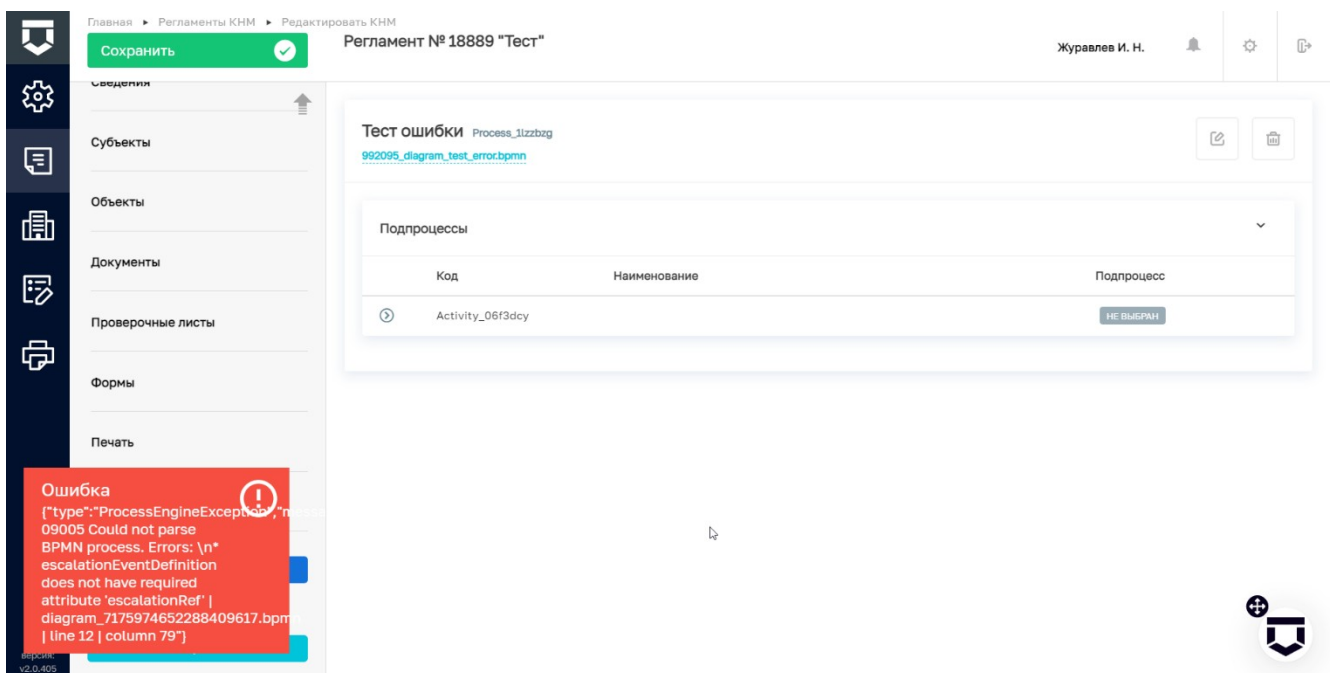 Главная ▸ Регламенты КНМ ▸ Редактировать КНМ
Сохранить
Регламент № 18889 "Тест"
Журавлев И. Н.
Сведения
Субъекты
Объекты
Документы
Проверочные листы
Формы
Печать
Тест ошибки Process_1izzbzg
992095_diagram_test_error.bpmn
Подпроцессы
Код Наименование Подпроцесс
Activity_06f3dcy НЕ ВЫБРАН
Ошибка
{"type":"ProcessEngineException","messa
09005 Could not parse
BPMN process. Errors: \n*
escalationEventDefinition
does not have required
attribute 'escalationRef' |
diagram_7175974652288409617.bpmn
| line 12 | column 79"}
Версия:
v2.0.405